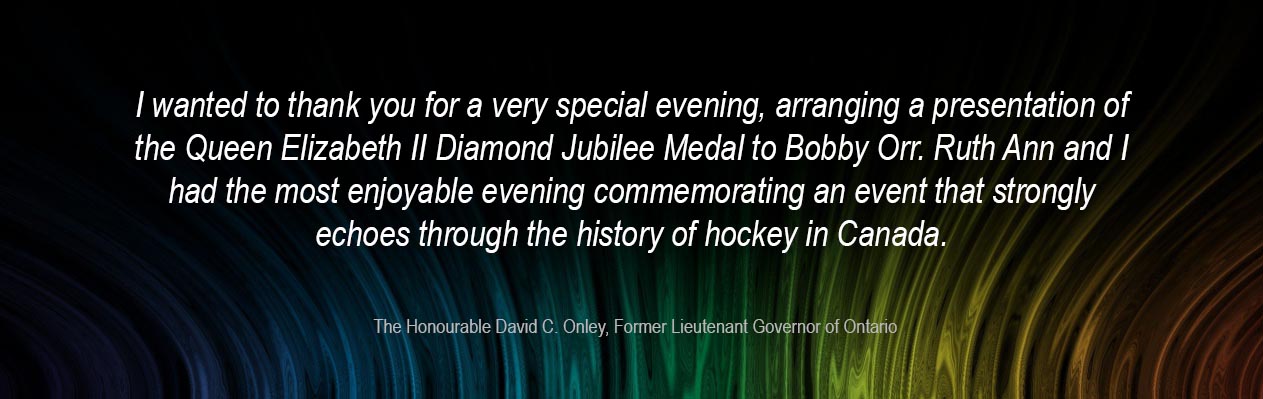 I wanted to thank you for a very special evening, arranging a presentation of
the Queen Elizabeth II Diamond Jubilee Medal to Bobby Orr. Ruth Ann and I
had the most enjoyable evening commemorating an event that strongly
echoes through the history of hockey in Canada.
The Honourable David C. Onley, Former Lieutenant Governor of Ontario